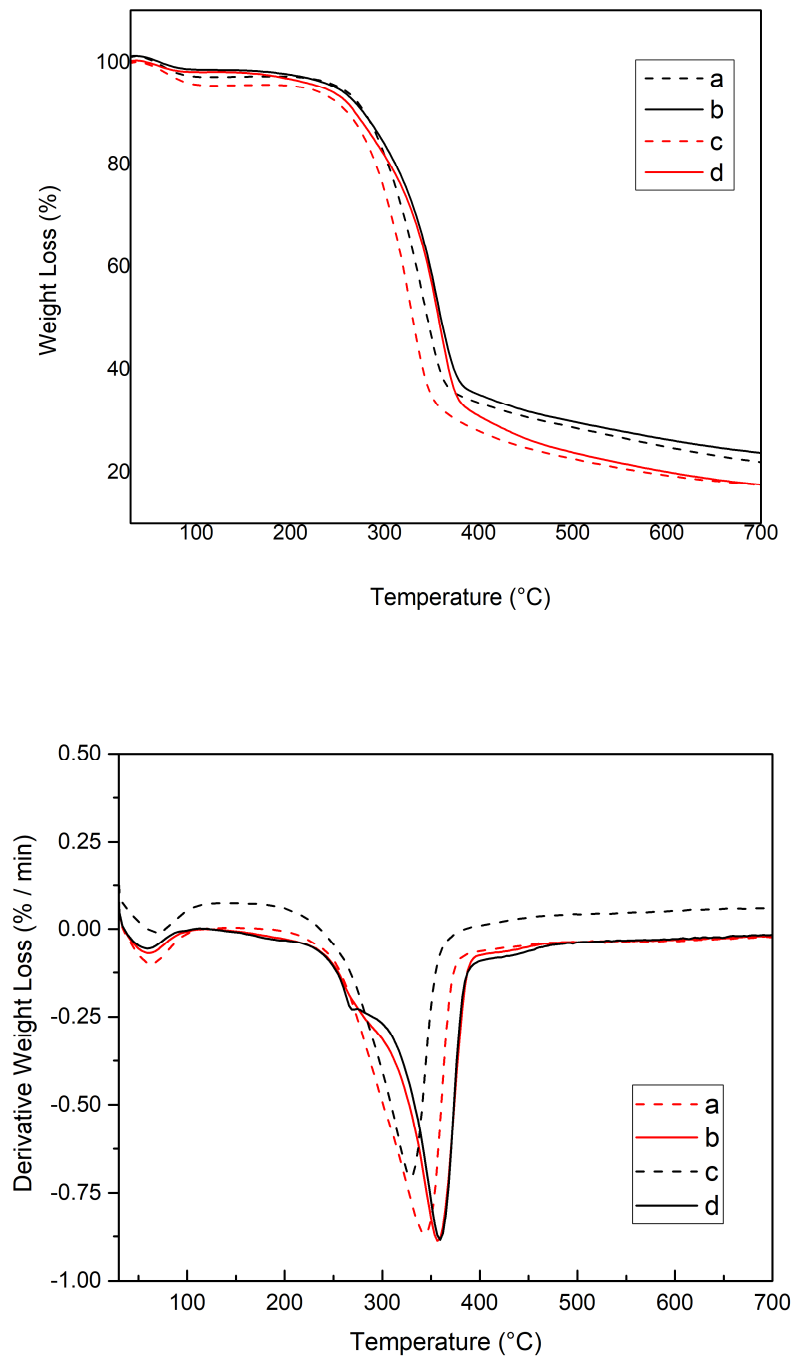 100
80
60
40
20
Weight Loss (%)
a
b
c
d
100 200 300 400 500 600 700
Temperature (°C)
0.50
0.25
0.00
-0.25
-0.50
-0.75
-1.00
Derivative Weight Loss (% / min)
a
b
c
d
100 200 300 400 500 600 700
Temperature (°C)